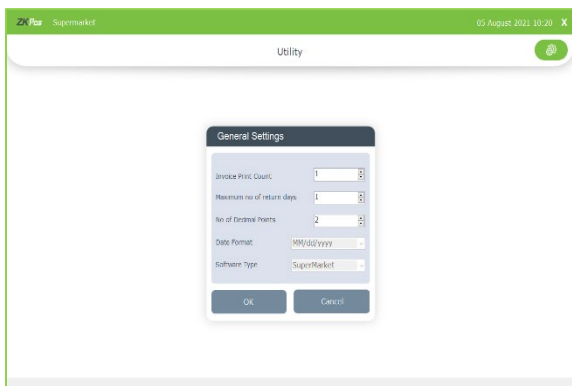 ZKPos Supermarket 05 August 2021 10:20 X
Utility
General Settings
Invoice Print Count 1
Maximum no of return days 1
No of Decimal Points 2
Date Format MM/dd/yyyy
Software Type SuperMarket
OK Cancel